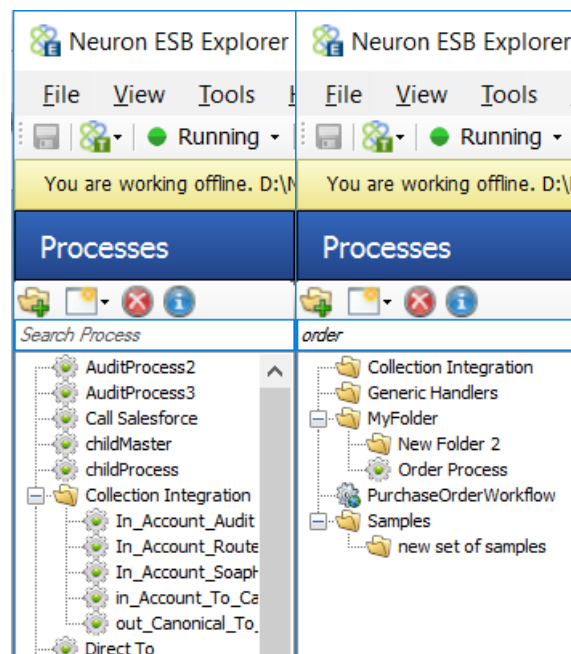 Neuron ESB Explorer
File View Tools
Running
You are working offline. D:\
Processes
Search Process
AuditProcess2
AuditProcess3
Call Salesforce
childMaster
childProcess
Collection Integration
In_Account_Audit
In_Account_Route
In_Account_Soap
in_Account_To_Ca
out_Canonical_To_
Direct To
Neuron ESB Explorer
File View Tools
Running
You are working offline. D:\
Processes
order
Collection Integration
Generic Handlers
MyFolder
New Folder 2
Order Process
PurchaseOrderWorkflow
Samples
new set of samples